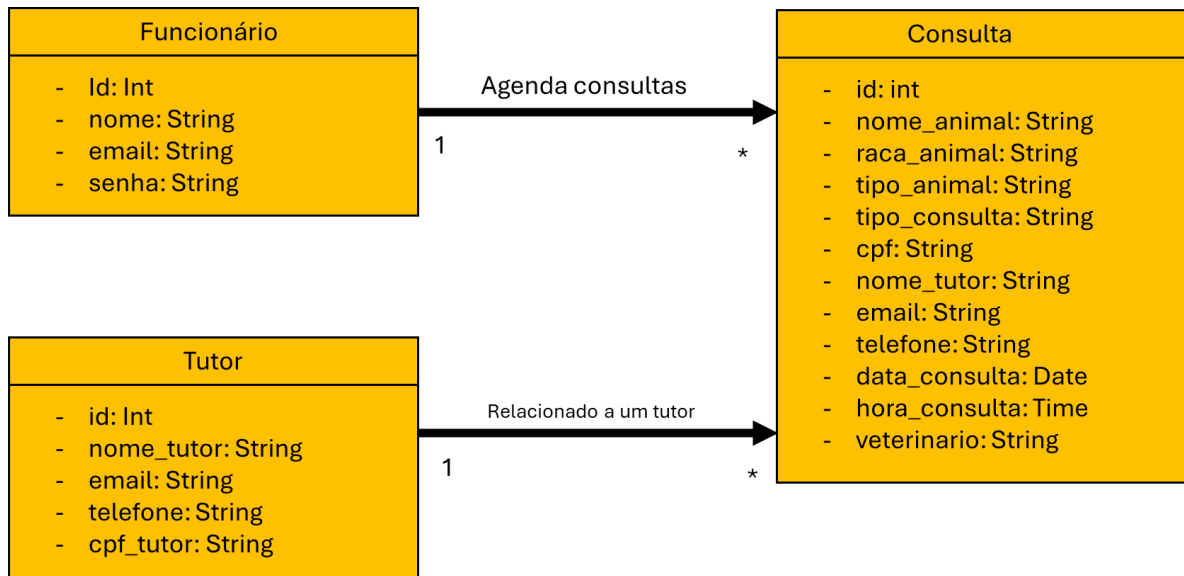 Funcionário
- Id: Int
- nome: String
- email: String
- senha: String
Agenda consultas
1
*
Consulta
- id: int
- nome_animal: String
- raca_animal: String
- tipo_animal: String
- tipo_consulta: String
- cpf: String
- nome_tutor: String
- email: String
- telefone: String
- data_consulta: Date
- hora_consulta: Time
- veterinario: String
Tutor
- id: Int
- nome_tutor: String
- email: String
- telefone: String
- cpf_tutor: String
Relacionado a um tutor
1
*